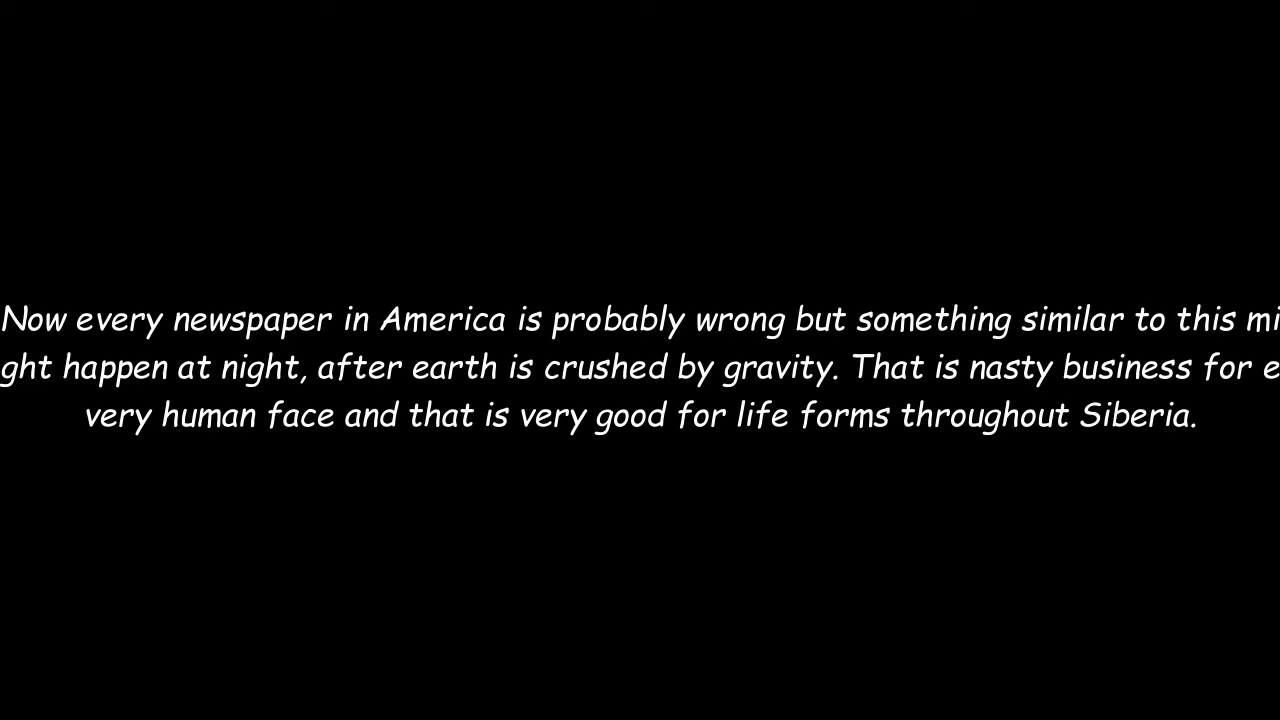 Now every newspaper in America is probably wrong but something similar to this mi
ght happen at night, after earth is crushed by gravity. That is nasty business for e
very human face and that is very good for life forms throughout Siberia.